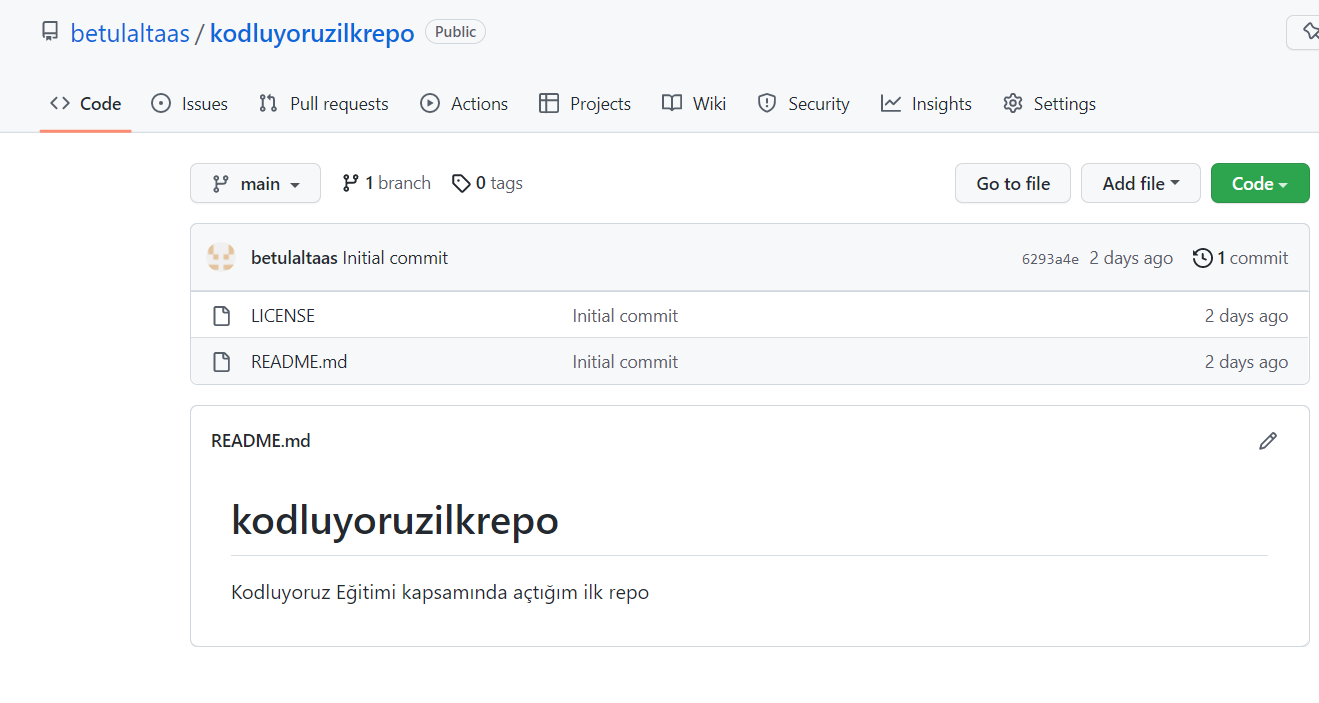 betulaltaas / kodluyoruzilkrepo Public
Code Issues Pull requests Actions Projects Wiki Security Insights Settings
main 1 branch 0 tags Go to file Add file Code
betulaltaas Initial commit 6293a4e 2 days ago 1 commit
LICENSE Initial commit 2 days ago
README.md Initial commit 2 days ago
README.md
kodluyoruzilkrepo
Kodluyoruz Eğitimi kapsamında açtığım ilk repo